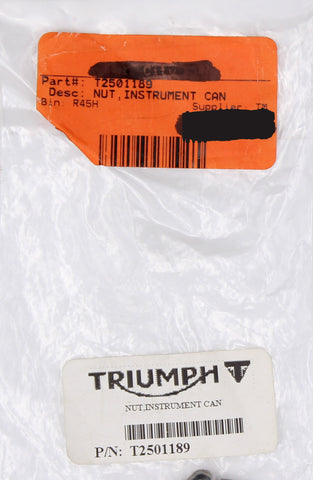 Part#: T2501189
Desc: NUT,INSTRUMENT CAN
Bin: R45H Supplier: TM
TRIUMPH
NUT,INSTRUMENT CAN
P/N: T2501189